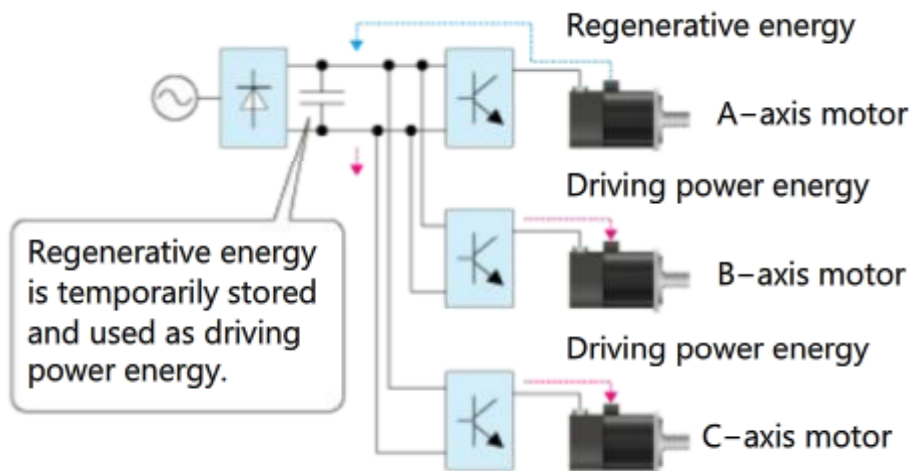 Regenerative energy
A-axis motor
Driving power energy
Regenerative energy
is temporarily stored
and used as driving
power energy.
B-axis motor
Driving power energy
C-axis motor